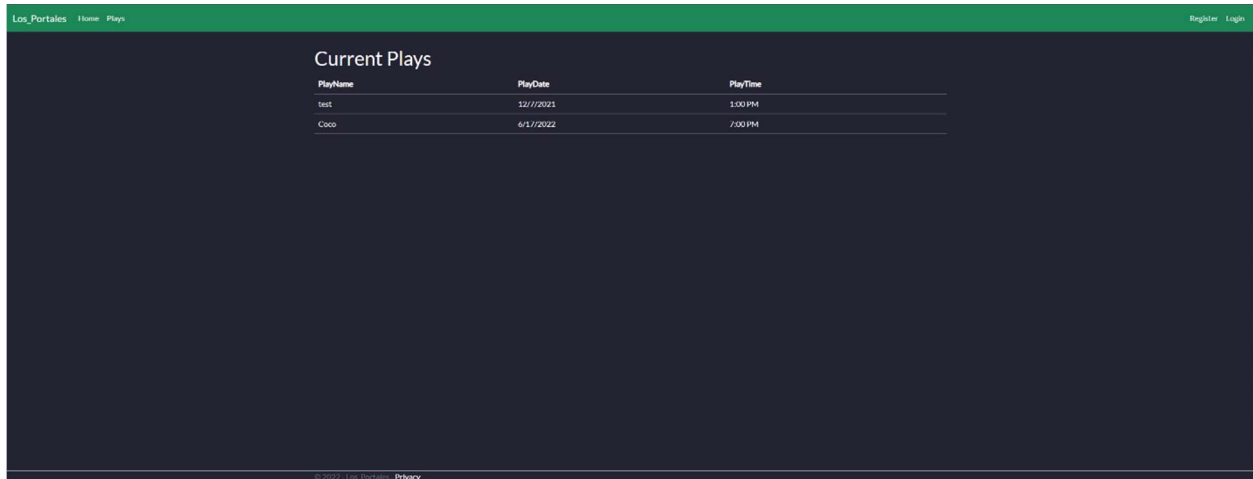 Los_Portales Home Plays Register Login
Current Plays
PlayName PlayDate PlayTime
test 12/7/2021 1:00 PM
Coco 6/17/2022 7:00 PM
© 2022 - Los_Portales - Privacy